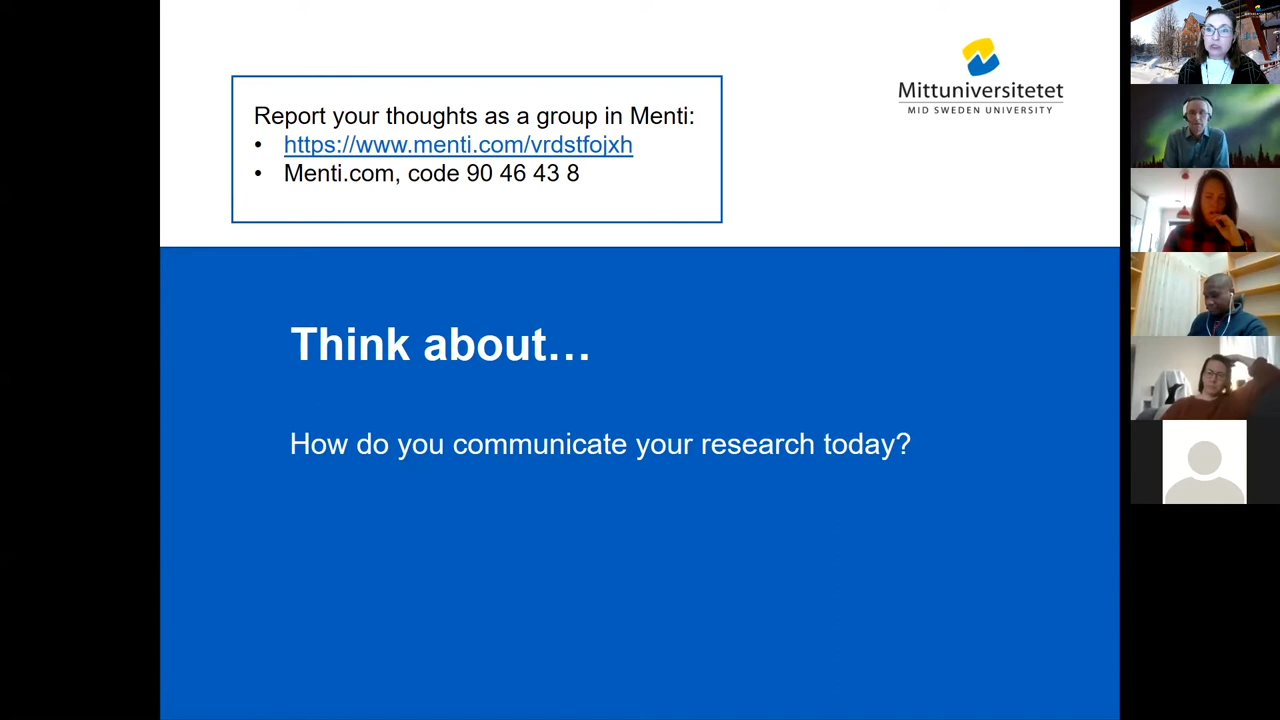 Report your thoughts as a group in Menti:
• https://www.menti.com/vrdstfojxh
• Menti.com, code 90 46 43 8
Mittuniversitetet
MID SWEDEN UNIVERSITY
Think about…
How do you communicate your research today?